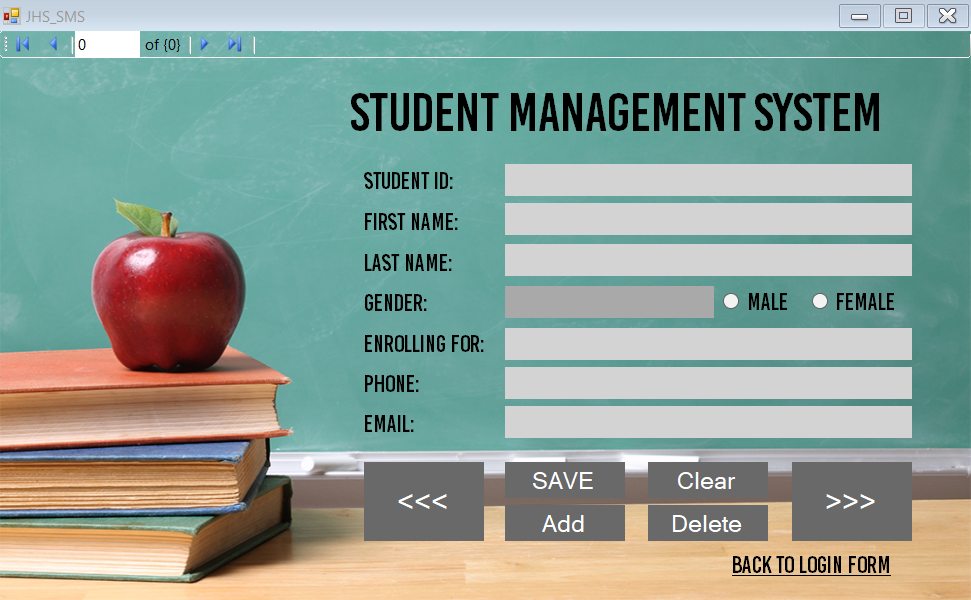 JHS_SMS
0 of {0}
STUDENT MANAGEMENT SYSTEM
STUDENT ID:
FIRST NAME:
LAST NAME:
GENDER: MALE FEMALE
ENROLLING FOR:
PHONE:
EMAIL:
<<< SAVE Clear >>>
Add Delete
BACK TO LOGIN FORM